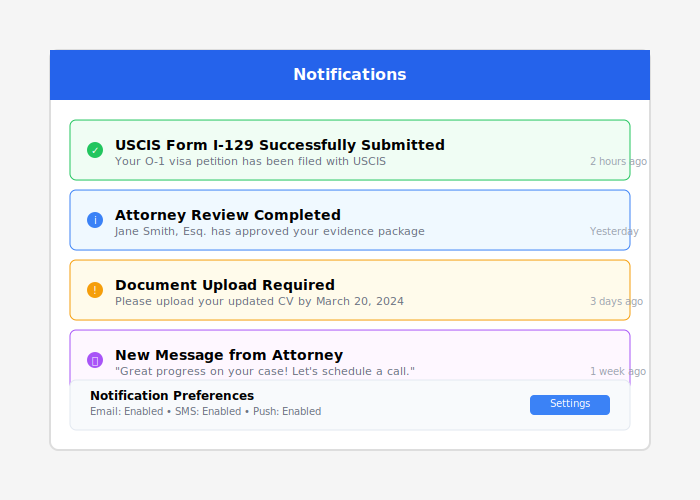 Notifications
✓
USCIS Form I-129 Successfully Submitted
Your O-1 visa petition has been filed with USCIS
2 hours ago
i
Attorney Review Completed
Jane Smith, Esq. has approved your evidence package
Yesterday
!
Document Upload Required
Please upload your updated CV by March 20, 2024
3 days ago
New Message from Attorney
"Great progress on your case! Let's schedule a call."
1 week ago
Notification Preferences
Email: Enabled • SMS: Enabled • Push: Enabled
Settings